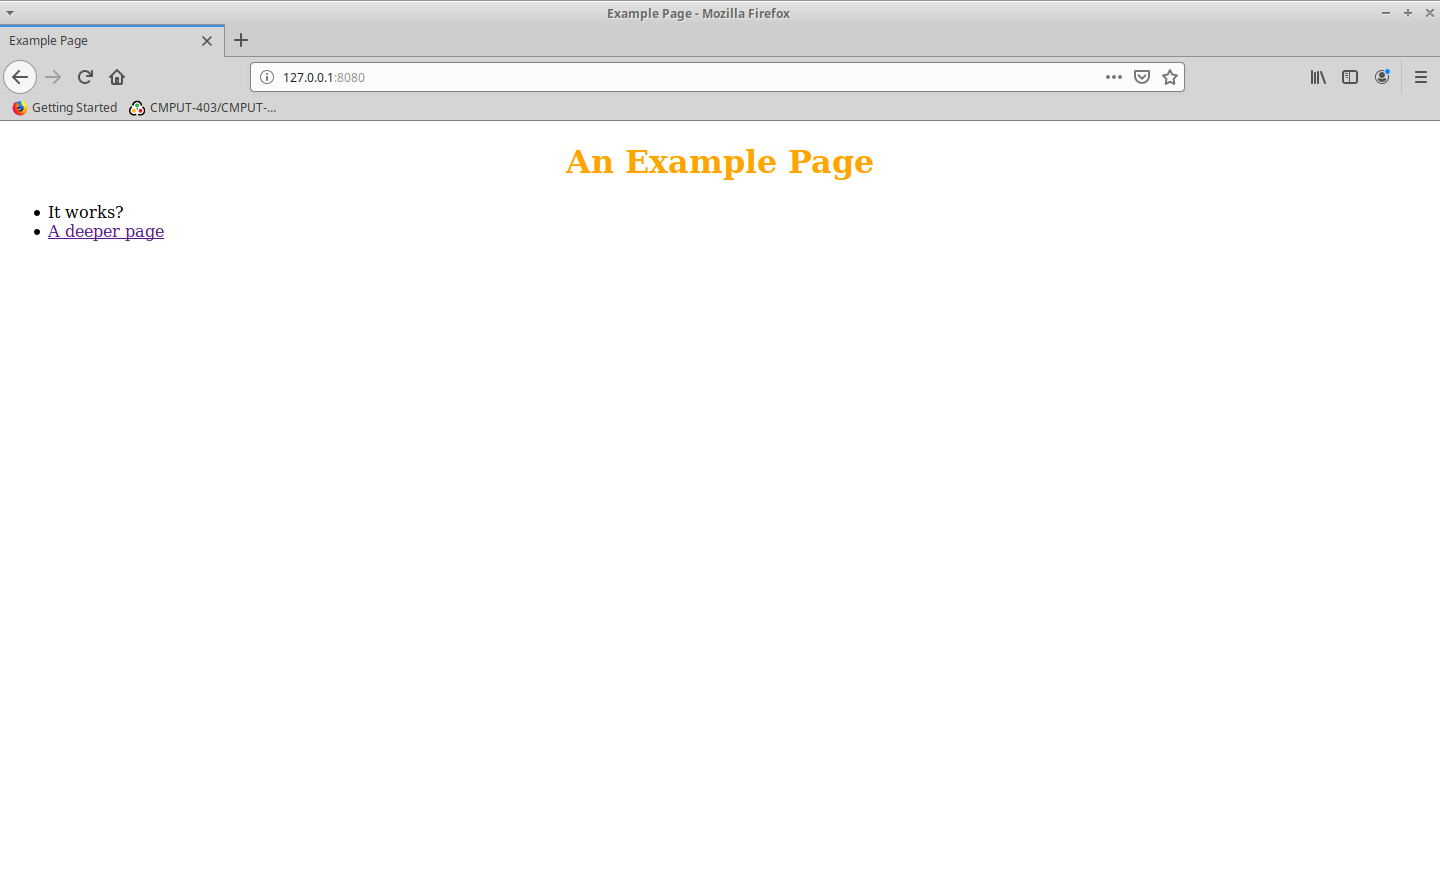 Example Page - Mozilla Firefox
Example Page
127.0.0.1:8080
Getting Started CMPUT-403/CMPUT-...
An Example Page
It works?
A deeper page